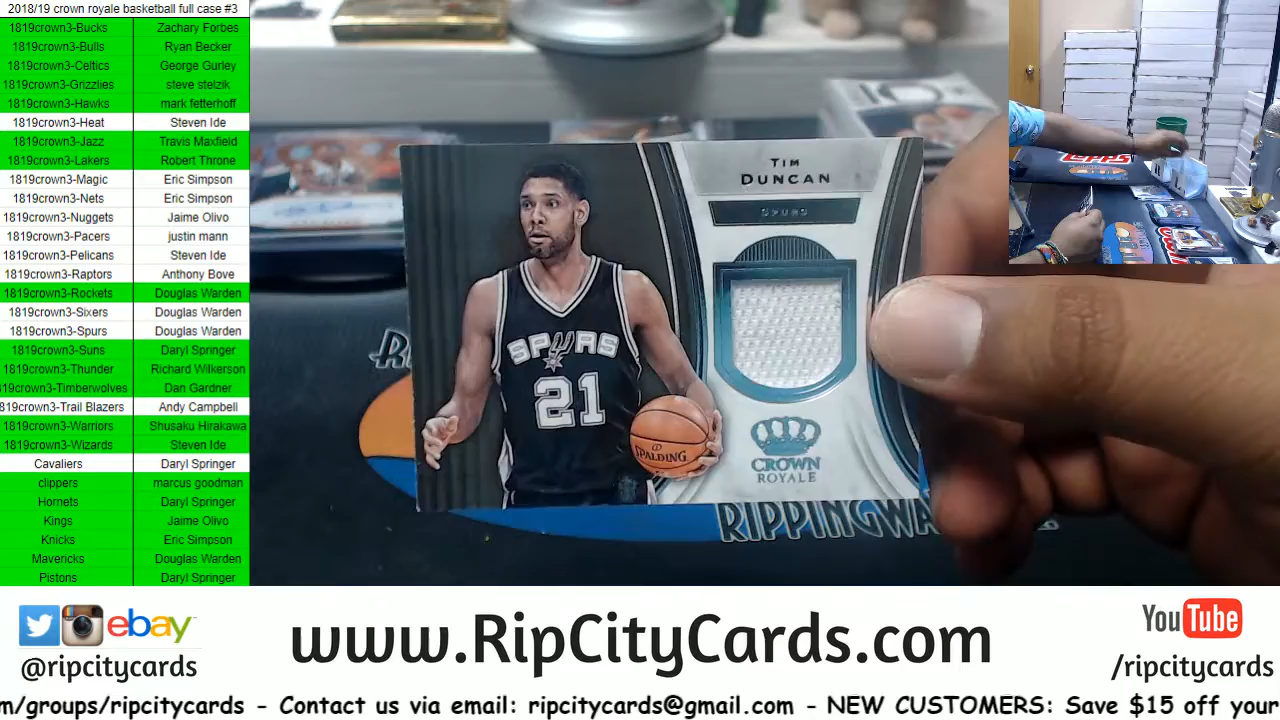 2018/19 crown royale basketball full case #3
1819crown3-Bucks Zachary Forbes
1819crown3-Bulls Ryan Becker
1819crown3-Celtics George Gurley
1819crown3-Grizzlies steve stelzik
1819crown3-Hawks mark fetterhoff
1819crown3-Heat Steven Ide
1819crown3-Jazz Travis Maxfield
1819crown3-Lakers Robert Throne
1819crown3-Magic Eric Simpson
1819crown3-Nets Eric Simpson
1819crown3-Nuggets Jaime Olivo
1819crown3-Pacers justin mann
1819crown3-Pelicans Steven Ide
1819crown3-Raptors Anthony Bove
1819crown3-Rockets Douglas Warden
1819crown3-Sixers Douglas Warden
1819crown3-Spurs Douglas Warden
1819crown3-Suns Daryl Springer
1819crown3-Thunder Richard Wilkerson
1819crown3-Timberwolves Dan Gardner
819crown3-Trail Blazers Andy Campbell
1819crown3-Warriors Shusaku Hirakawa
1819crown3-Wizards Steven Ide
Cavaliers Daryl Springer
clippers marcus goodman
Hornets Daryl Springer
Kings Jaime Olivo
Knicks Eric Simpson
Mavericks Douglas Warden
Pistons Daryl Springer
TIM
DUNCAN
SPURS
SPURS
21
SPALDING
CROWN
ROYALE
RIPPINGWA
ebay
@ripcitycards
www.RipCityCards.com
YouTube
/ripcitycards
m/groups/ripcitycards - Contact us via email: ripcitycards@gmail.com - NEW CUSTOMERS: Save $15 off your